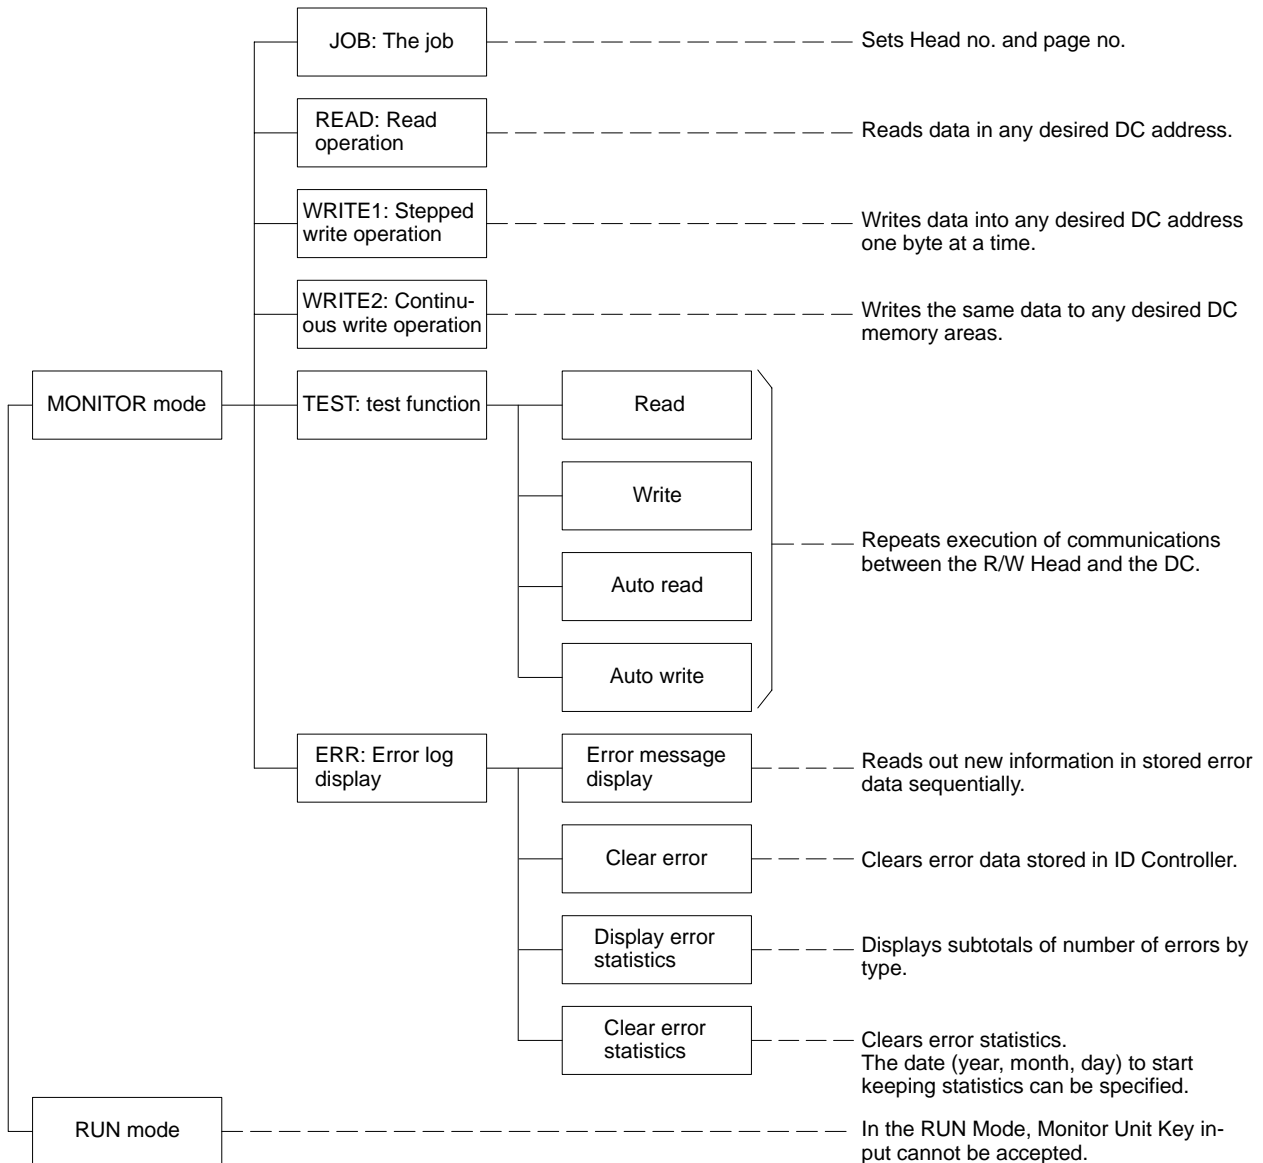 JOB: The job
Sets Head no. and page no.
READ: Read
operation
Reads data in any desired DC address.
WRITE1: Stepped
write operation
Writes data into any desired DC address
one byte at a time.
WRITE2: Continu-
ous write operation
Writes the same data to any desired DC
memory areas.
MONITOR mode
TEST: test function
Read
Write
Auto read
Auto write
Repeats execution of communications
between the R/W Head and the DC.
ERR: Error log
display
Error message
display
Reads out new information in stored error
data sequentially.
Clear error
Clears error data stored in ID Controller.
Display error
statistics
Displays subtotals of number of errors by
type.
Clear error
statistics
Clears error statistics.
The date (year, month, day) to start
keeping statistics can be specified.
RUN mode
In the RUN Mode, Monitor Unit Key in-
put cannot be accepted.